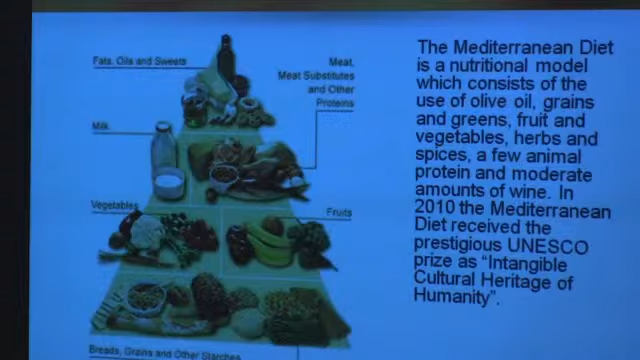 Fats, Oils and Sweets
Meat,
Meat Substitutes
and Other
Proteins
Milk
Vegetables
Fruits
Breads, Grains and Other Starches
The Mediterranean Diet
is a nutritional model
which consists of the
use of olive oil, grains
and greens, fruit and
vegetables, herbs and
spices, a few animal
protein and moderate
amounts of wine. In
2010 the Mediterranean
Diet received the
prestigious UNESCO
prize as “Intangible
Cultural Heritage of
Humanity”.